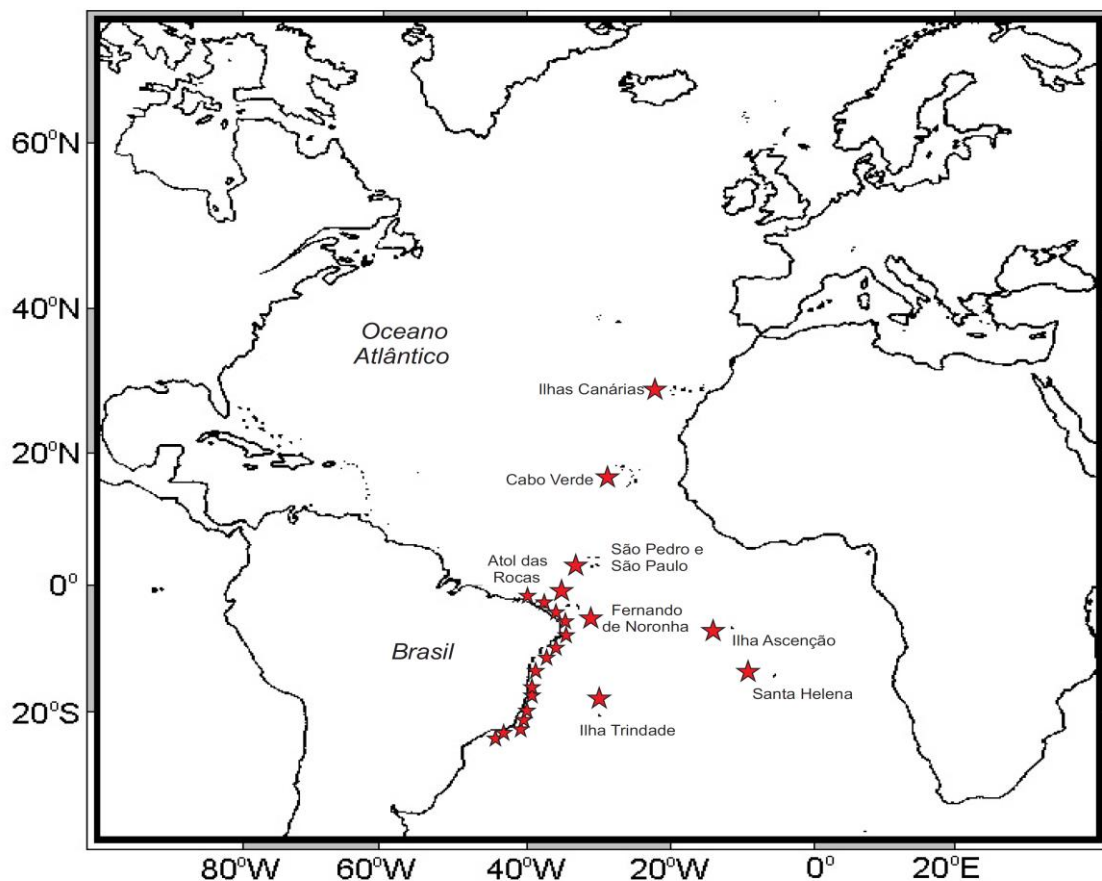 60°N
40°N
20°N
0°
20°S
Oceano
Atlântico
Ilhas Canárias
Cabo Verde
São Pedro e
São Paulo
Atol das
Rocas
Fernando
de Noronha
Ilha Ascenção
Brasil
Santa Helena
Ilha Trindade
80°W
60°W
40°W
20°W
0°
20°E